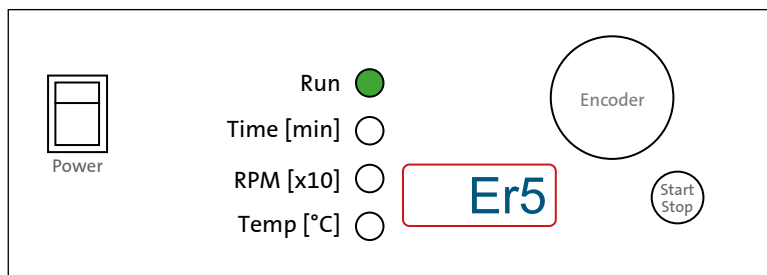 Power
Run
Time [min]
RPM [x10]
Temp [°C]
Er5
Encoder
Start
Stop